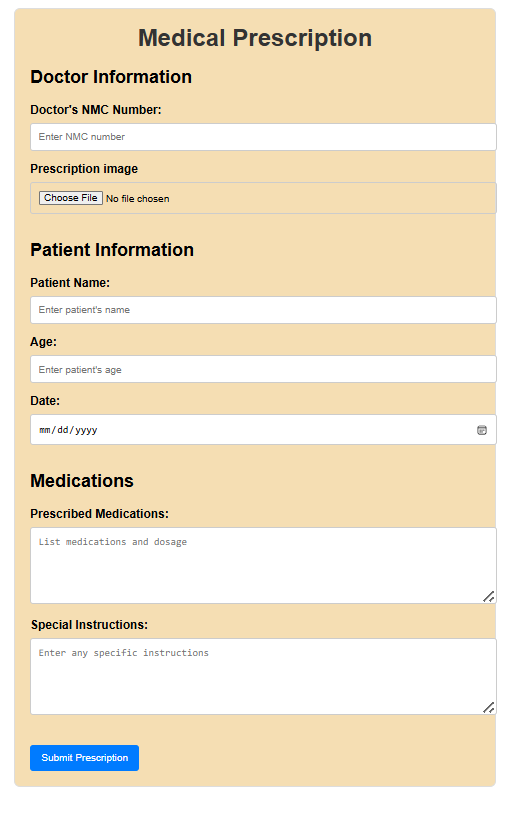 Medical Prescription
Doctor Information
Doctor's NMC Number:
Enter NMC number
Prescription image
Choose File No file chosen
Patient Information
Patient Name:
Enter patient's name
Age:
Enter patient's age
Date:
mm/dd/yyyy
Medications
Prescribed Medications:
List medications and dosage
Special Instructions:
Enter any specific instructions
Submit Prescription